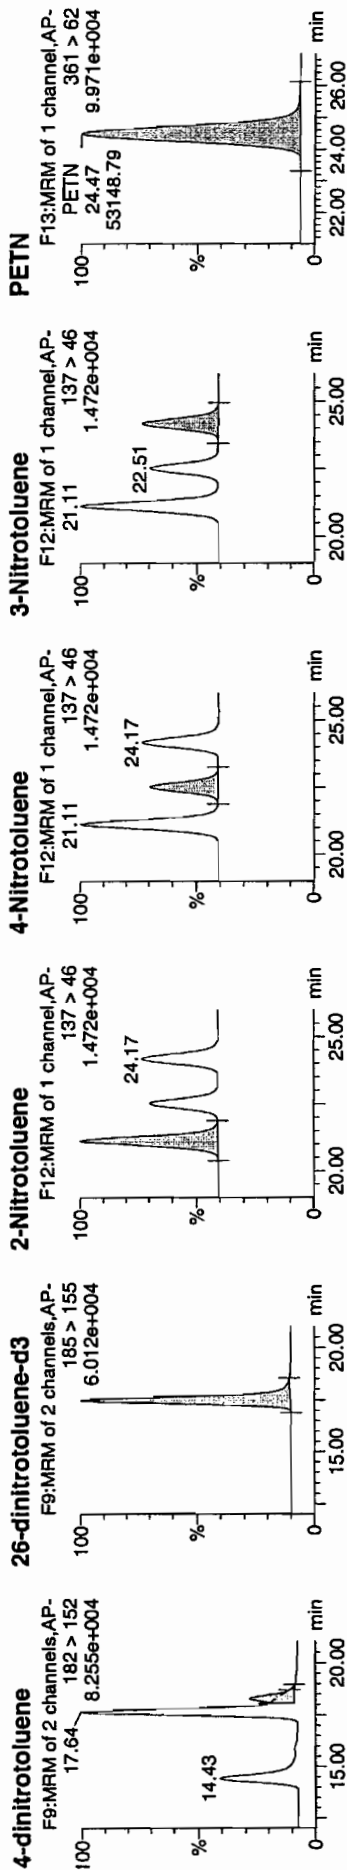 4-dinitrotoluene
F9:MRM of 2 channels,AP-
182 > 152
8.255e+004
17.64
14.43
100
%
0
15.00
20.00
min
26-dinitrotoluene-d3
F9:MRM of 2 channels,AP-
185 > 155
6.012e+004
100
%
0
15.00
20.00
min
2-Nitrotoluene
F12:MRM of 1 channel,AP-
137 > 46
1.472e+004
24.17
100
%
0
20.00
25.00
min
4-Nitrotoluene
F12:MRM of 1 channel,AP-
137 > 46
21.11
1.472e+004
24.17
100
%
0
20.00
25.00
min
3-Nitrotoluene
F12:MRM of 1 channel,AP-
137 > 46
21.11
1.472e+004
22.51
100
%
0
20.00
25.00
min
PETN
F13:MRM of 1 channel,AP-
361 > 62
9.971e+004
PETN
24.47
53148.79
100
%
0
22.00
24.00
26.00
min